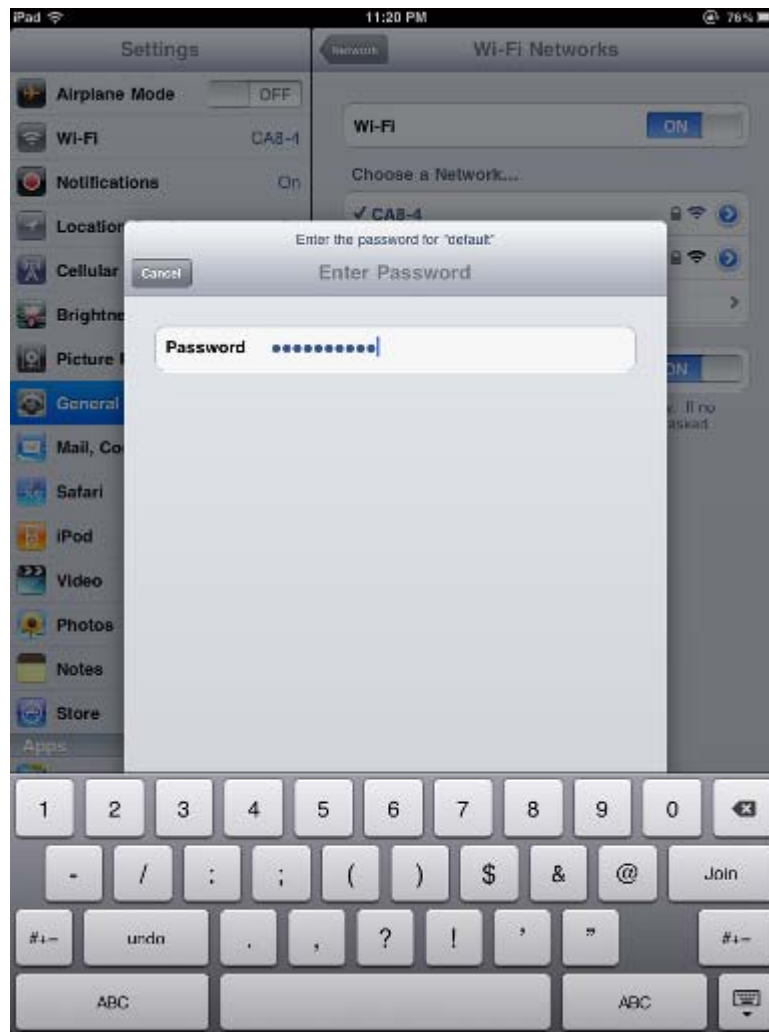 iPad 11:20 PM 76%
Settings
Network Wi-Fi Networks
Airplane Mode OFF
Wi-Fi CA8-4
Notifications On
Location
Cellular
Brightne
Picture
General
Mail, Co
Safari
iPod
Video
Photos
Notes
Store
Apps
Wi-Fi ON
Choose a Network...
✓ CA8-4
ON
If no
asked
Enter the password for "default"
Cancel Enter Password
Password ●●●●●●●●●●
1 2 3 4 5 6 7 8 9 0
- / : ; ( ) $ & @ Join
#+= undo . , ? ! ' " #+=
ABC ABC